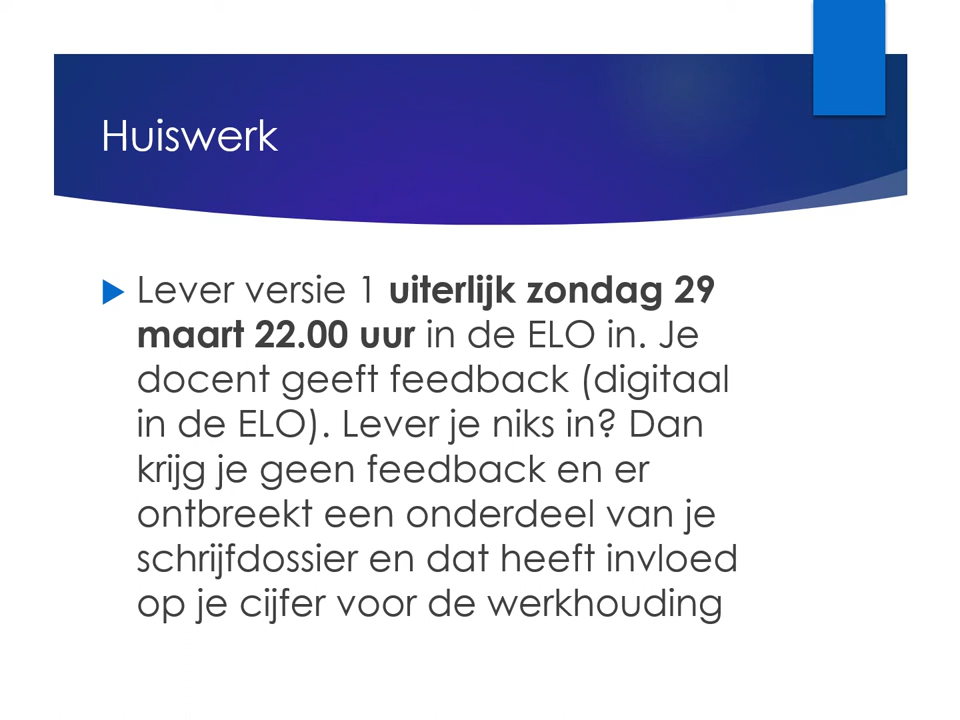 Huiswerk
Lever versie 1 uiterlijk zondag 29
maart 22.00 uur in de ELO in. Je
docent geeft feedback (digitaal
in de ELO). Lever je niks in? Dan
krijg je geen feedback en er
ontbreekt een onderdeel van je
schrijfdossier en dat heeft invloed
op je cijfer voor de werkhouding